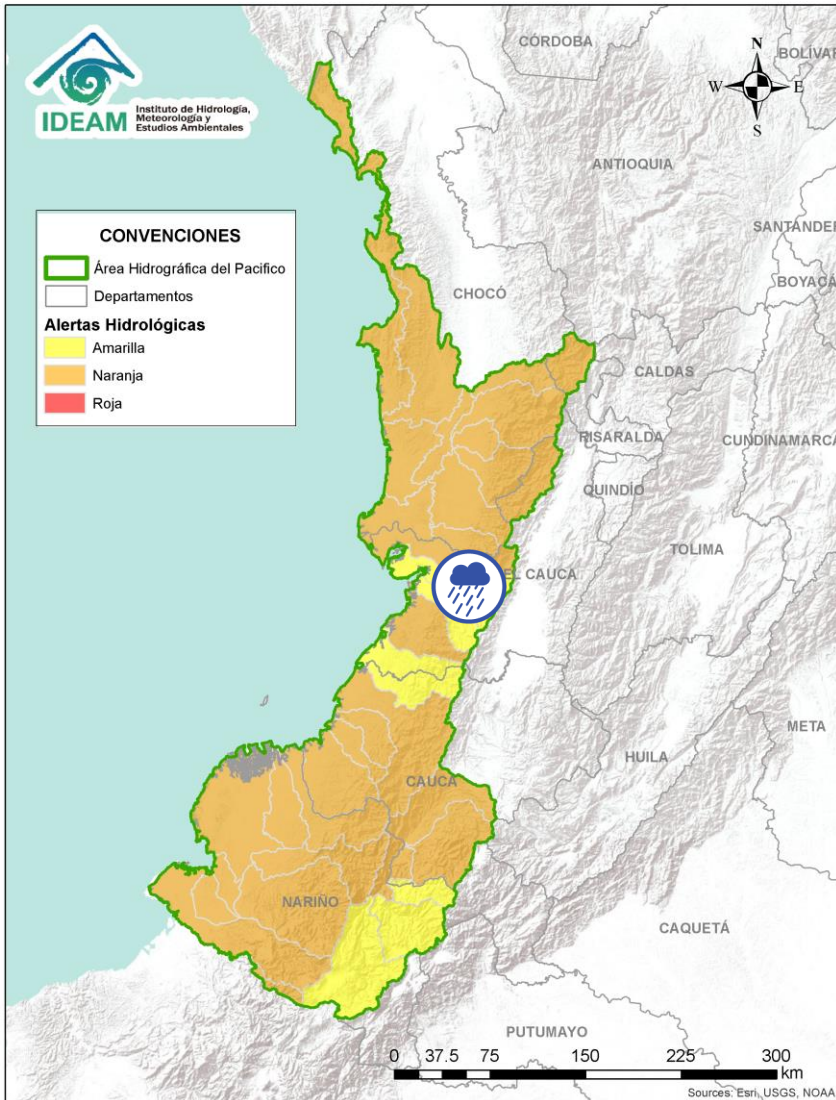 IDEAM
Instituto de Hidrología,
Meteorología y
Estudios Ambientales
CÓRDOBA
BOLÍVAR
N
W
E
S
ANTIOQUIA
SANTANDER
BOYACÁ
CONVENCIONES
Área Hidrográfica del Pacifico
Departamentos
Alertas Hidrológicas
Amarilla
Naranja
Roja
CHOCÓ
CALDAS
RISARALDA
CUNDINAMARCA
QUINDÍO
TOLIMA
EL CAUCA
META
HUILA
CAUCA
NARIÑO
CAQUETÁ
PUTUMAYO
0 37.5 75 150 225 300
km
Sources: Esri, USGS, NOAA